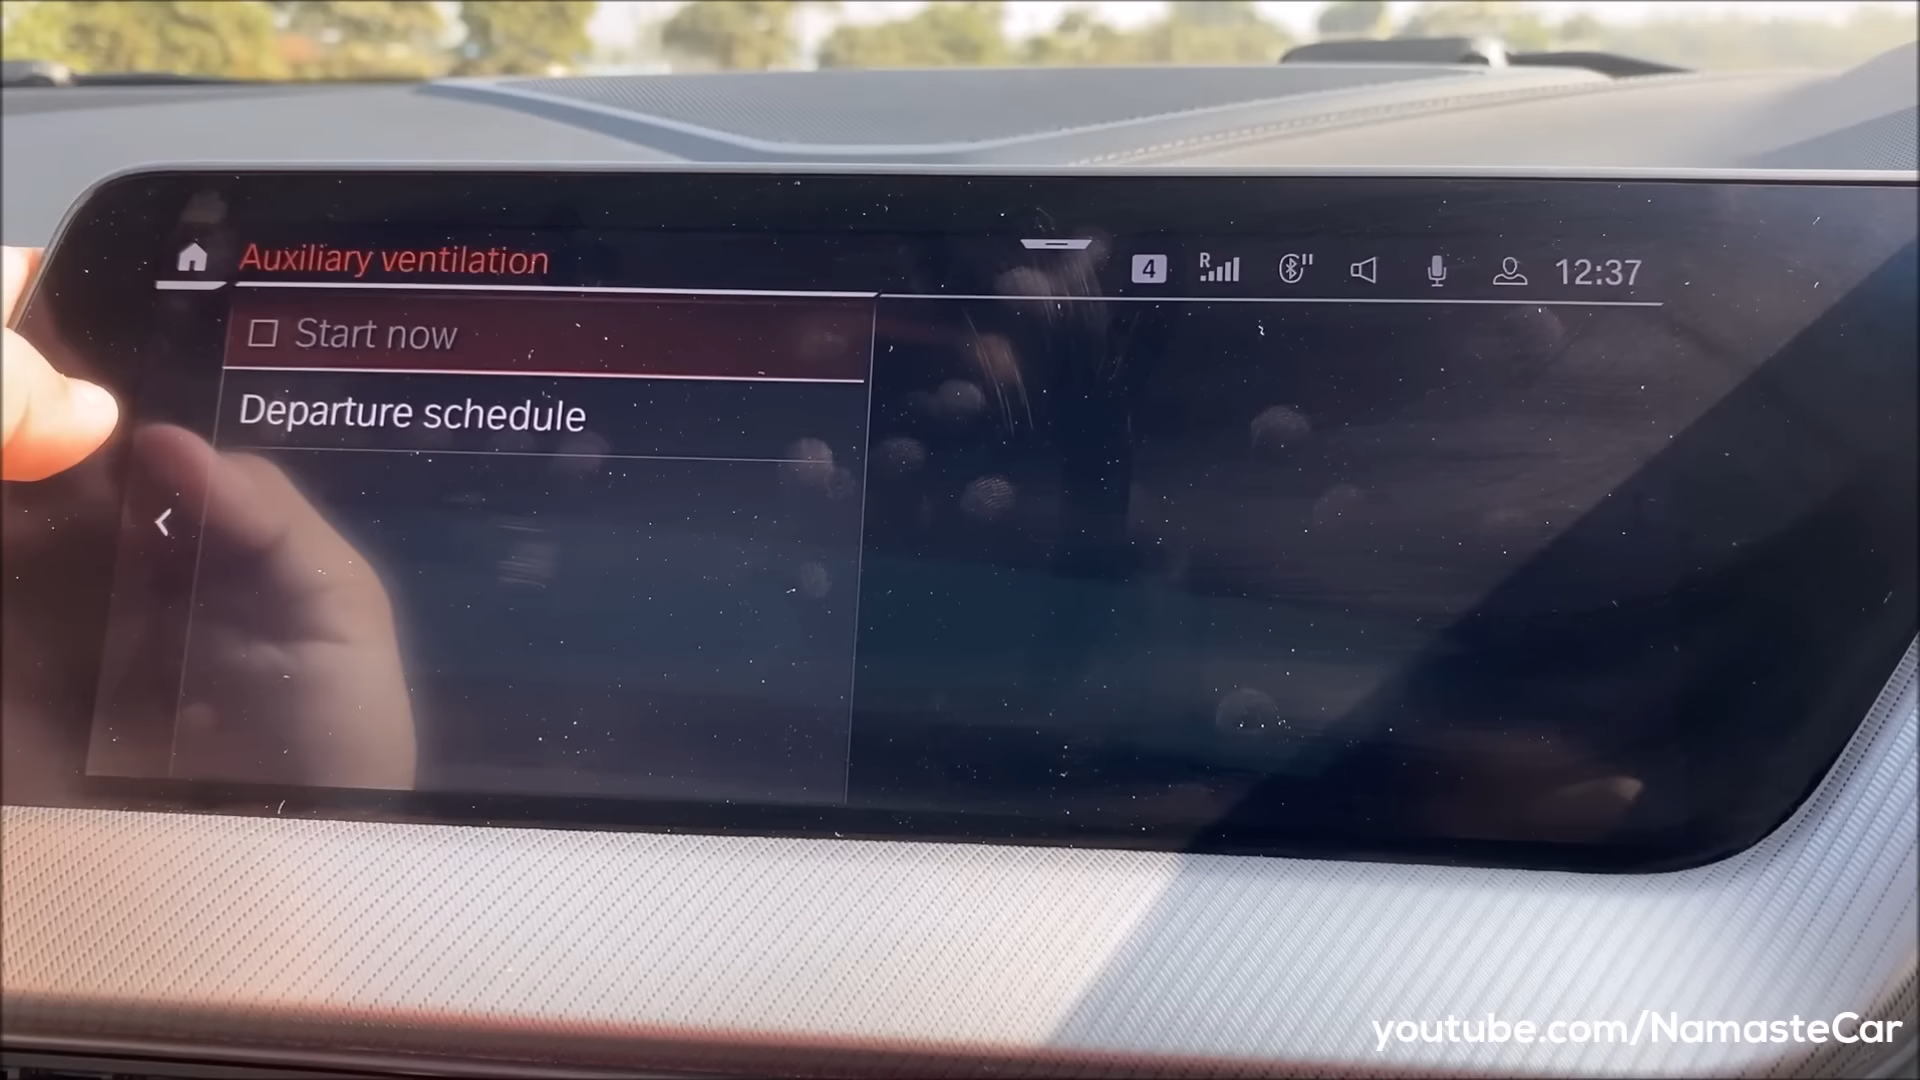 Auxiliary ventilation
4 R 12:37
Start now
Departure schedule
youtube.com/NamasteCar